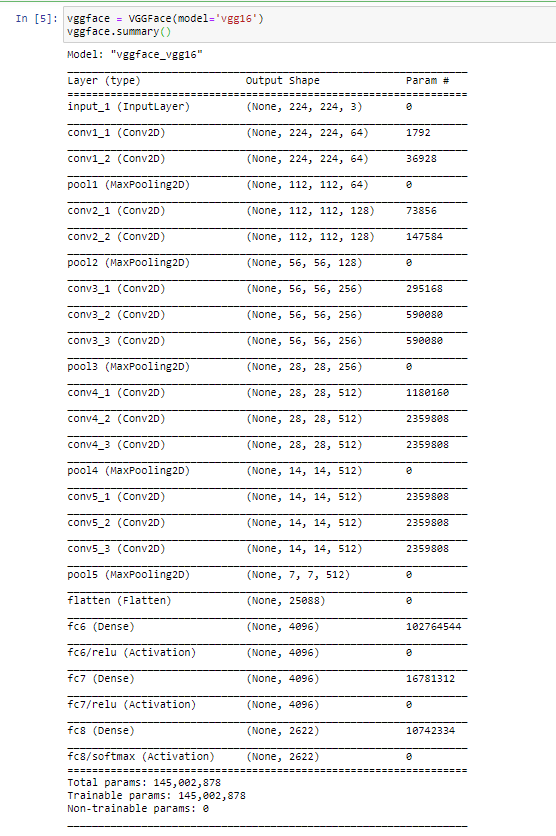 In [5]: vggface = VGGFace(model='vgg16')
vggface.summary()
Model: "vggface_vgg16"
Layer (type) Output Shape Param #
input_1 (InputLayer) (None, 224, 224, 3) 0
conv1_1 (Conv2D) (None, 224, 224, 64) 1792
conv1_2 (Conv2D) (None, 224, 224, 64) 36928
pool1 (MaxPooling2D) (None, 112, 112, 64) 0
conv2_1 (Conv2D) (None, 112, 112, 128) 73856
conv2_2 (Conv2D) (None, 112, 112, 128) 147584
pool2 (MaxPooling2D) (None, 56, 56, 128) 0
conv3_1 (Conv2D) (None, 56, 56, 256) 295168
conv3_2 (Conv2D) (None, 56, 56, 256) 590080
conv3_3 (Conv2D) (None, 56, 56, 256) 590080
pool3 (MaxPooling2D) (None, 28, 28, 256) 0
conv4_1 (Conv2D) (None, 28, 28, 512) 1180160
conv4_2 (Conv2D) (None, 28, 28, 512) 2359808
conv4_3 (Conv2D) (None, 28, 28, 512) 2359808
pool4 (MaxPooling2D) (None, 14, 14, 512) 0
conv5_1 (Conv2D) (None, 14, 14, 512) 2359808
conv5_2 (Conv2D) (None, 14, 14, 512) 2359808
conv5_3 (Conv2D) (None, 14, 14, 512) 2359808
pool5 (MaxPooling2D) (None, 7, 7, 512) 0
flatten (Flatten) (None, 25088) 0
fc6 (Dense) (None, 4096) 102764544
fc6/relu (Activation) (None, 4096) 0
fc7 (Dense) (None, 4096) 16781312
fc7/relu (Activation) (None, 4096) 0
fc8 (Dense) (None, 2622) 10742334
fc8/softmax (Activation) (None, 2622) 0
Total params: 145,002,878
Trainable params: 145,002,878
Non-trainable params: 0